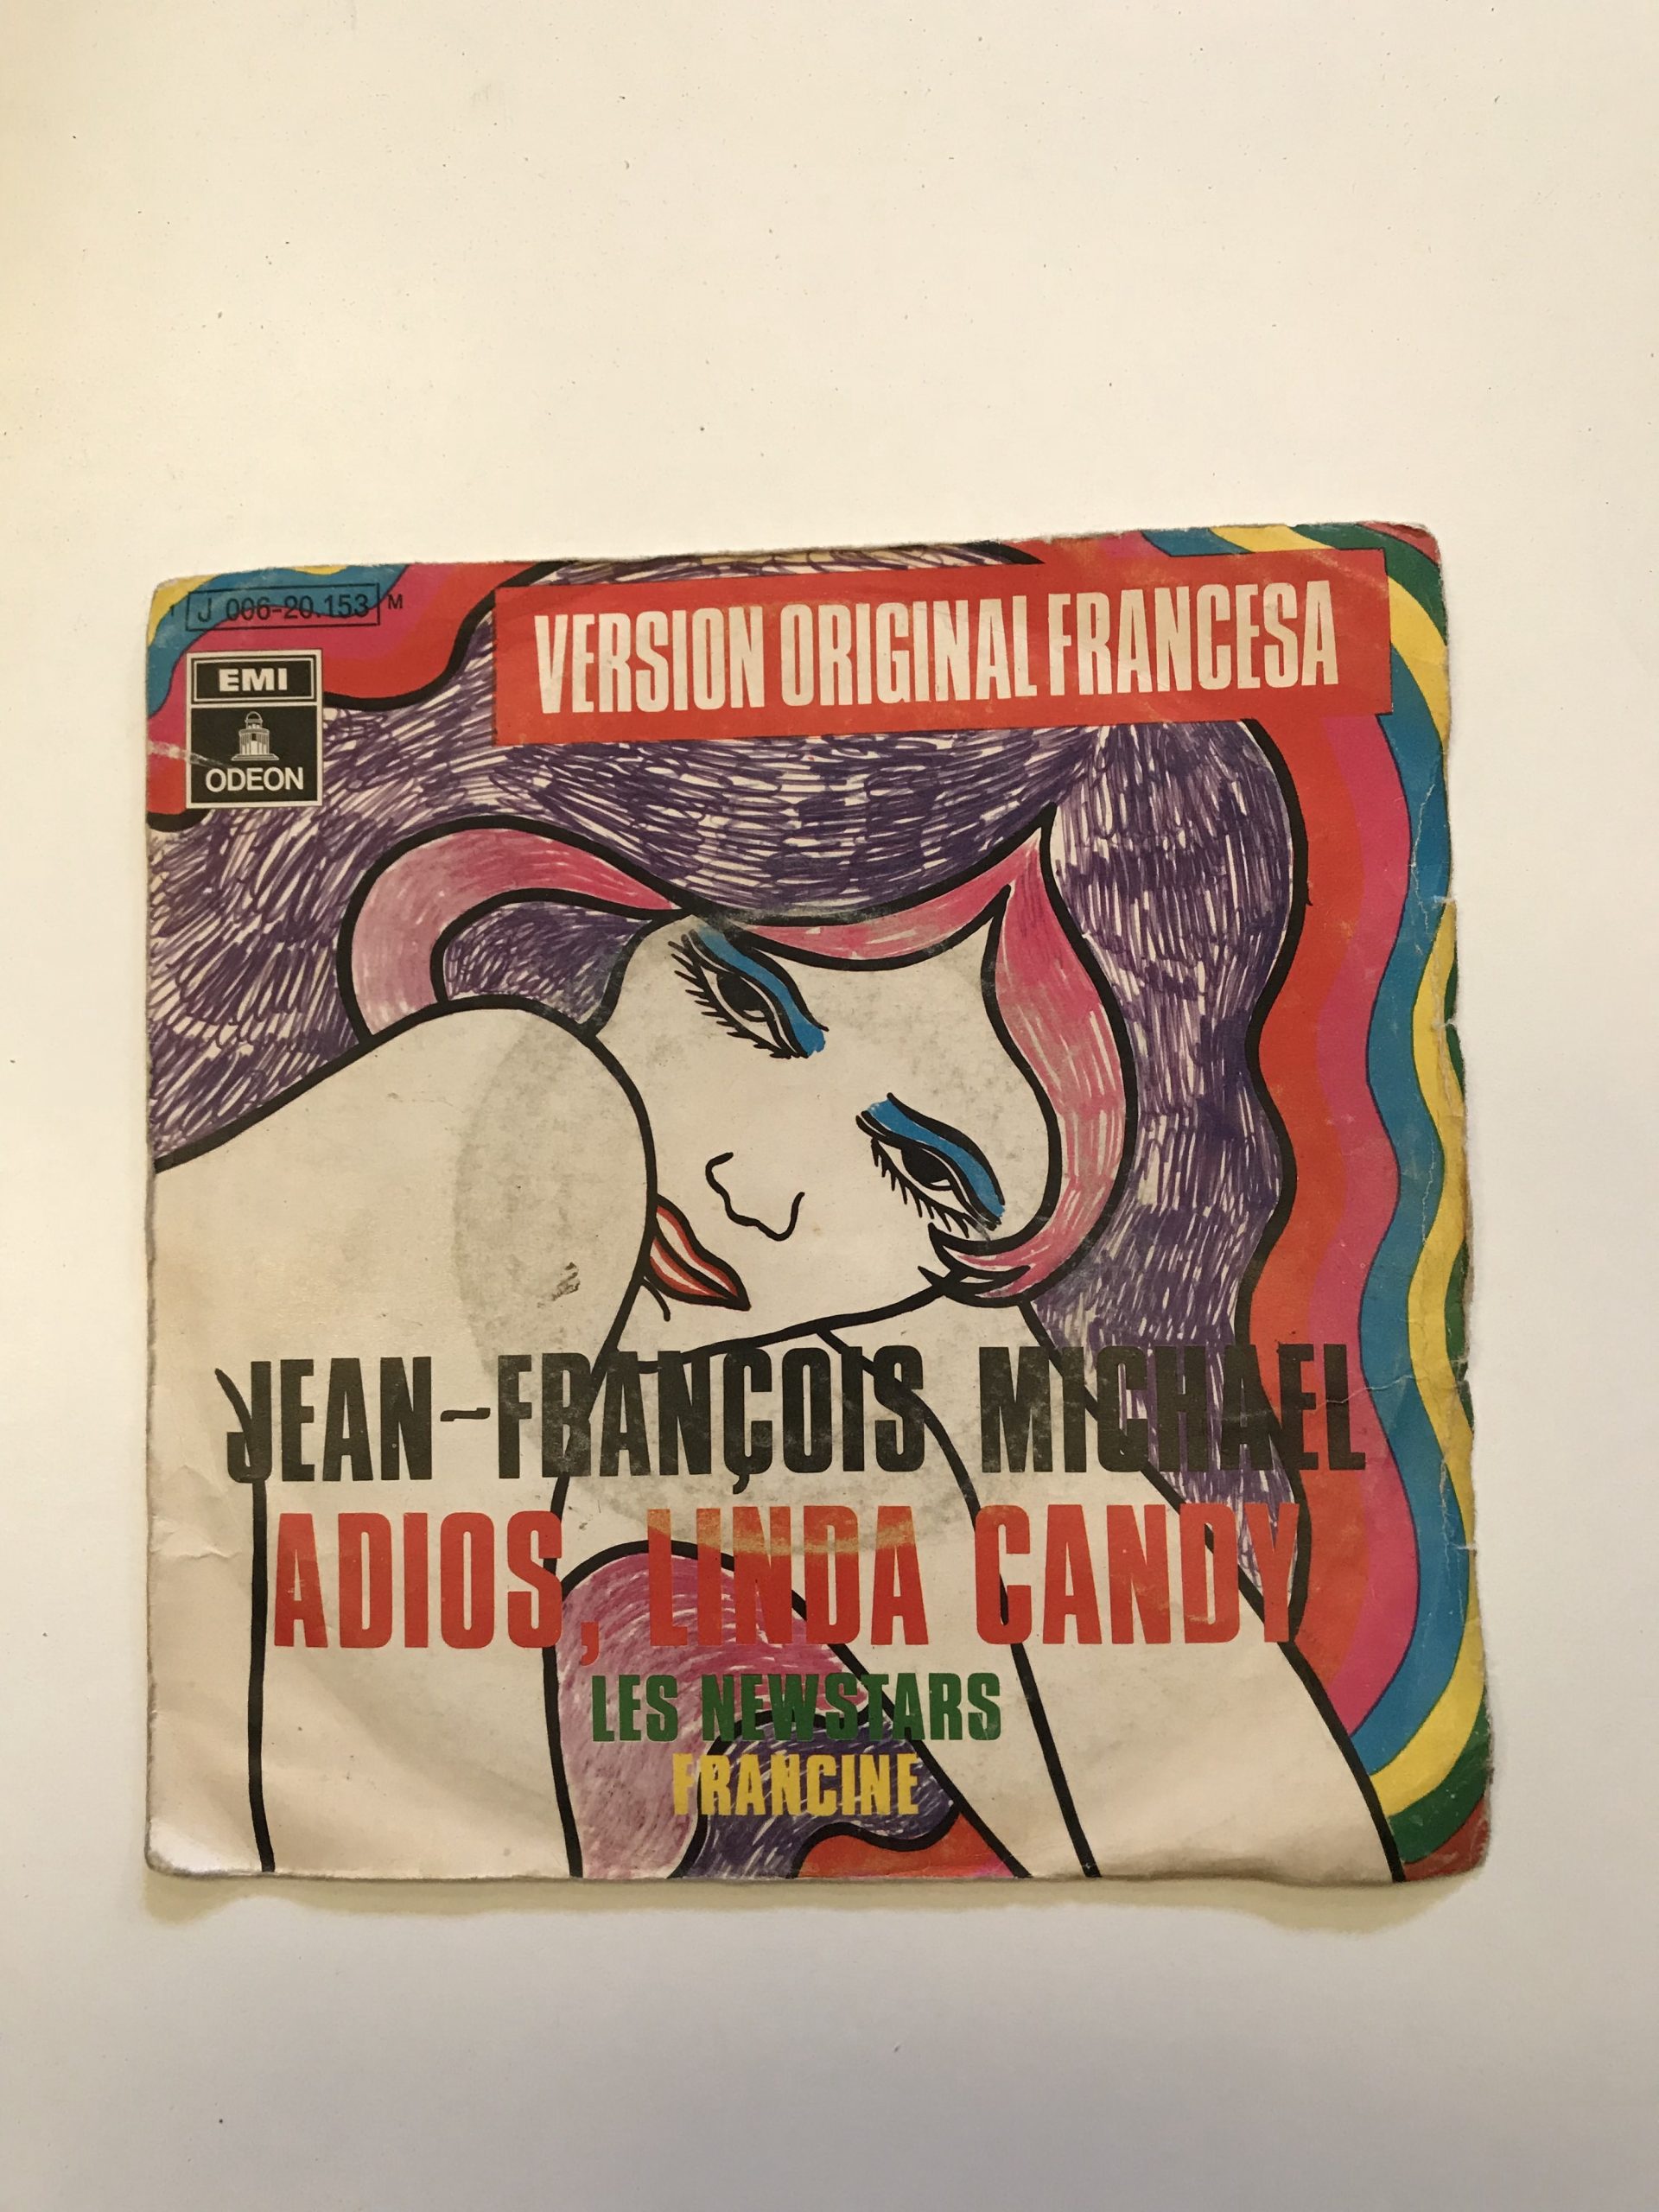 J 006-20.153 M
VERSION ORIGINAL FRANCESA
EMI
ODEON
JEAN-FRANÇOIS MICHAEL
ADIOS, LINDA CANDY
LES NEWSTARS
FRANCINE